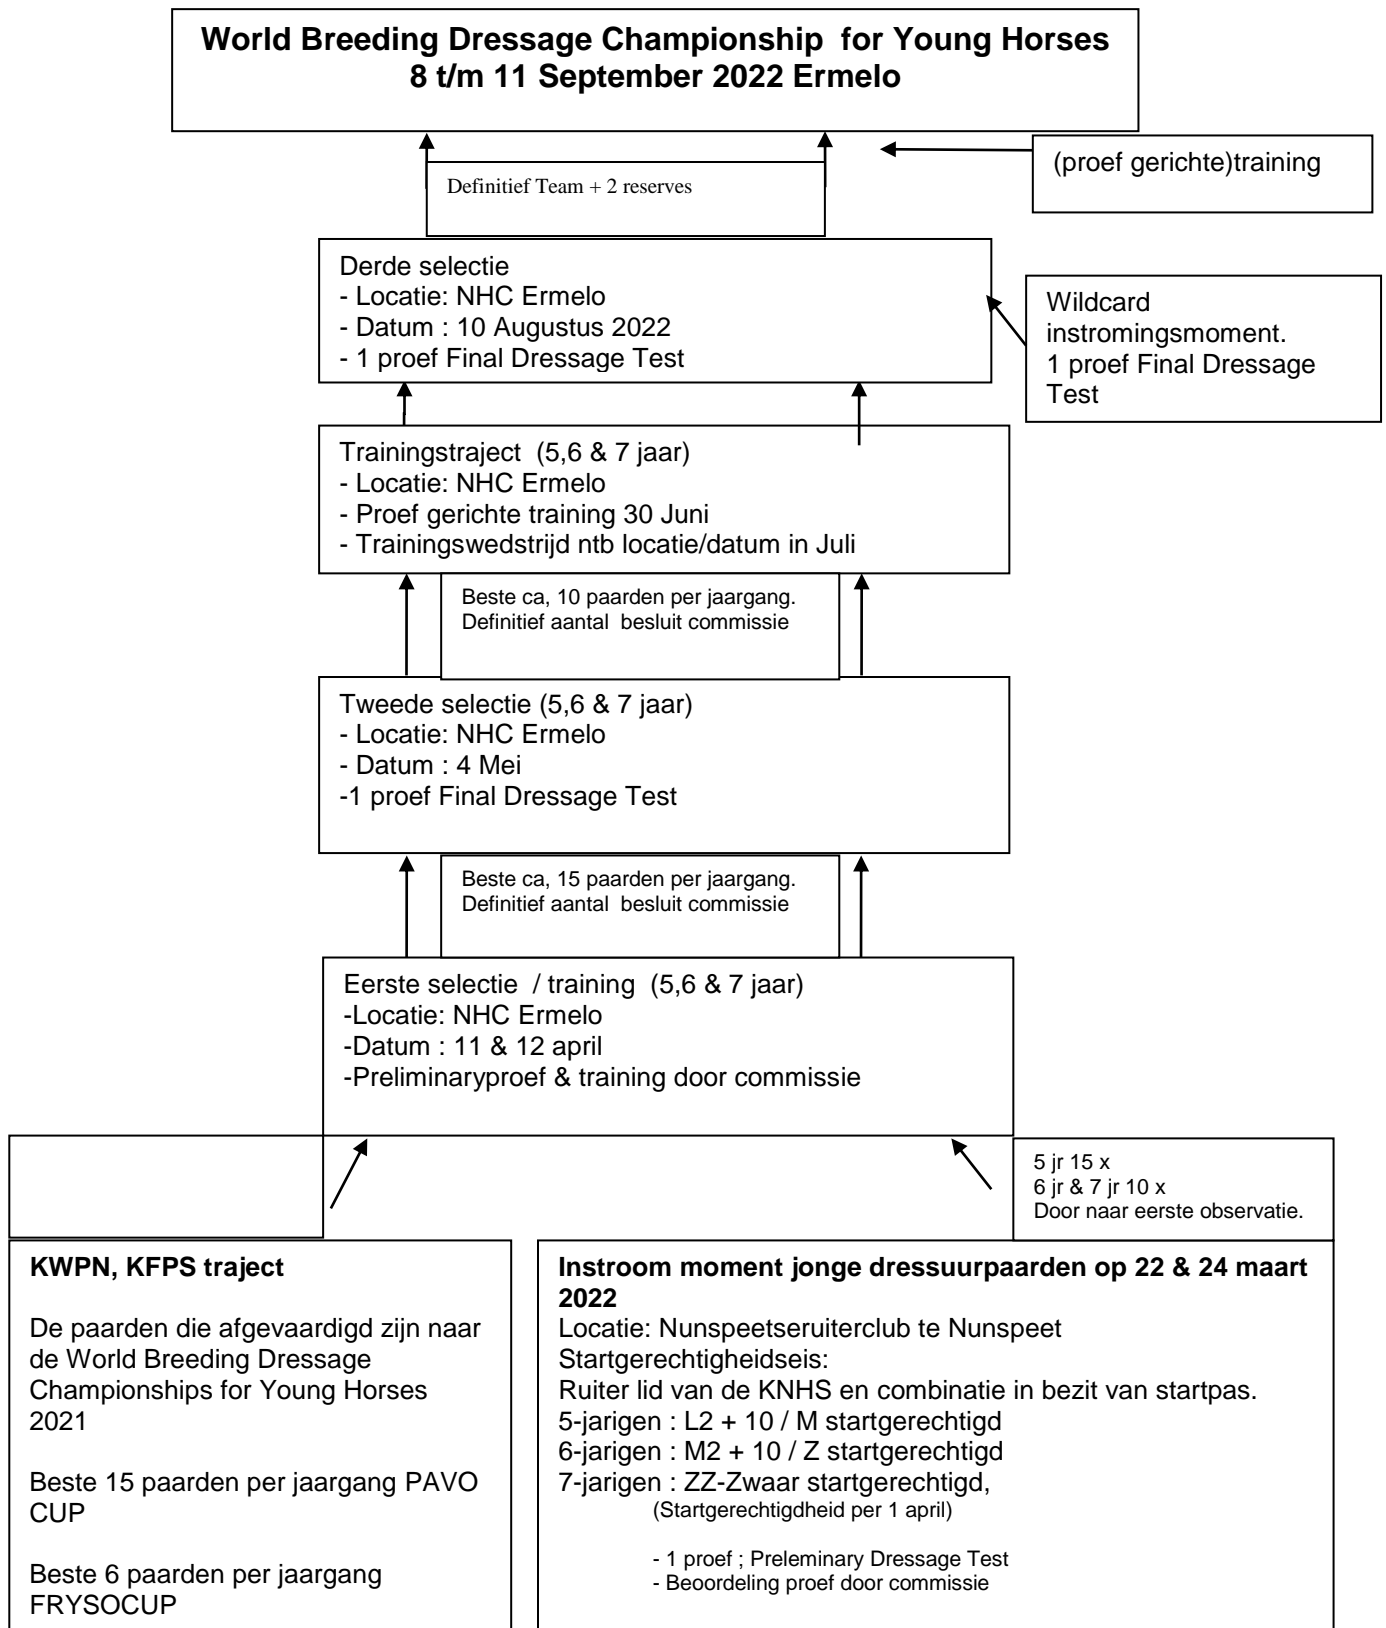 World Breeding Dressage Championship  for Young Horses
8 t/m 11 September 2022 Ermelo
(proef gerichte)training
Definitief Team + 2 reserves
Derde selectie
- Locatie: NHC Ermelo
- Datum : 10 Augustus 2022
- 1 proef Final Dressage Test
Wildcard
instromingsmoment.
1 proef Final Dressage
Test
Trainingstraject  (5,6 & 7 jaar)
- Locatie: NHC Ermelo
- Proef gerichte training 30 Juni
- Trainingswedstrijd ntb locatie/datum in Juli
Beste ca, 10 paarden per jaargang.
Definitief aantal  besluit commissie
Tweede selectie (5,6 & 7 jaar)
- Locatie: NHC Ermelo
- Datum : 4 Mei
-1 proef Final Dressage Test
Beste ca, 15 paarden per jaargang.
Definitief aantal  besluit commissie
Eerste selectie  / training  (5,6 & 7 jaar)
-Locatie: NHC Ermelo
-Datum : 11 & 12 april
-Preliminaryproef & training door commissie
5 jr 15 x
6 jr & 7 jr 10 x
Door naar eerste observatie.
KWPN, KFPS traject
De paarden die afgevaardigd zijn naar
de World Breeding Dressage
Championships for Young Horses
2021
Beste 15 paarden per jaargang PAVO
CUP
Beste 6 paarden per jaargang
FRYSOCUP
Instroom moment jonge dressuurpaarden op 22 & 24 maart
2022
Locatie: Nunspeetseruiterclub te Nunspeet
Startgerechtigheidseis:
Ruiter lid van de KNHS en combinatie in bezit van startpas.
5-jarigen : L2 + 10 / M startgerechtigd
6-jarigen : M2 + 10 / Z startgerechtigd
7-jarigen : ZZ-Zwaar startgerechtigd,
(Startgerechtigdheid per 1 april)
- 1 proef ; Preleminary Dressage Test
- Beoordeling proef door commissie